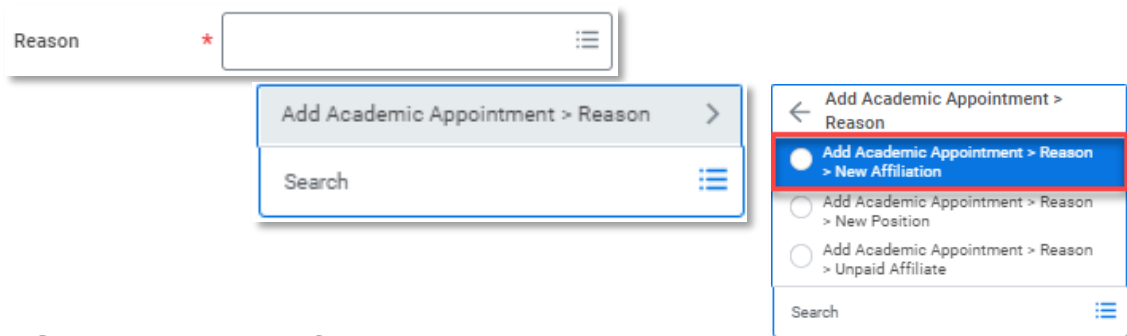 Reason *
Add Academic Appointment > Reason
Search
Add Academic Appointment >
Reason
Add Academic Appointment > Reason
> New Affiliation
Add Academic Appointment > Reason
> New Position
Add Academic Appointment > Reason
> Unpaid Affiliate
Search